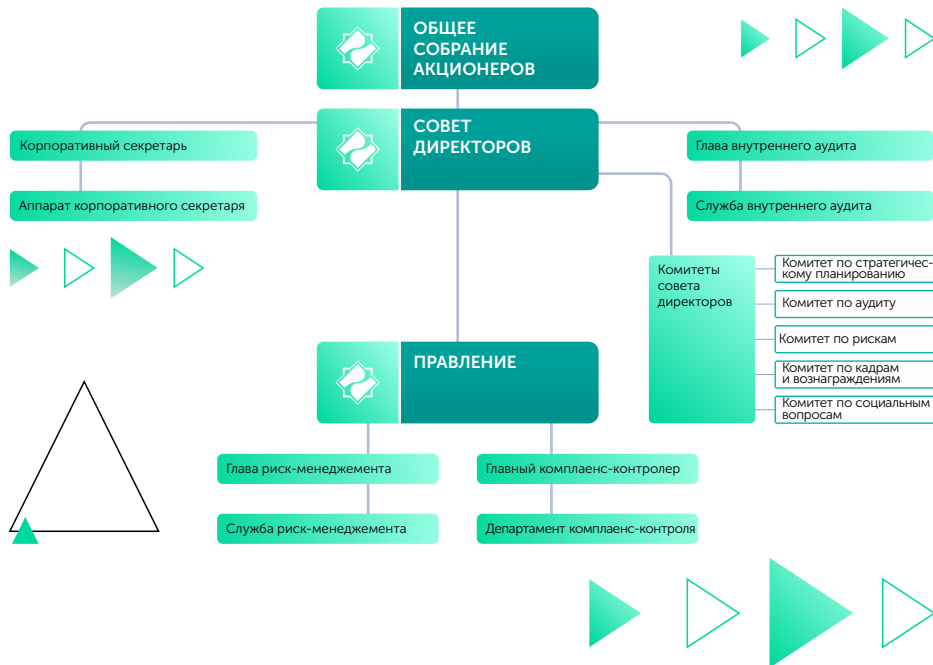 ОБЩЕЕ
СОБРАНИЕ
АКЦИОНЕРОВ
СОВЕТ
ДИРЕКТОРОВ
Корпоративный секретарь
Аппарат корпоративного секретаря
Глава внутреннего аудита
Служба внутреннего аудита
Комитеты
совета
директоров
Комитет по стратегичес-
кому планированию
Комитет по аудиту
Комитет по рискам
Комитет по кадрам
и вознаграждениям
Комитет по социальным
вопросам
ПРАВЛЕНИЕ
Глава риск-менеджмента
Главный комплаенс-контролер
Служба риск-менеджмента
Департамент комплаенс-контроля